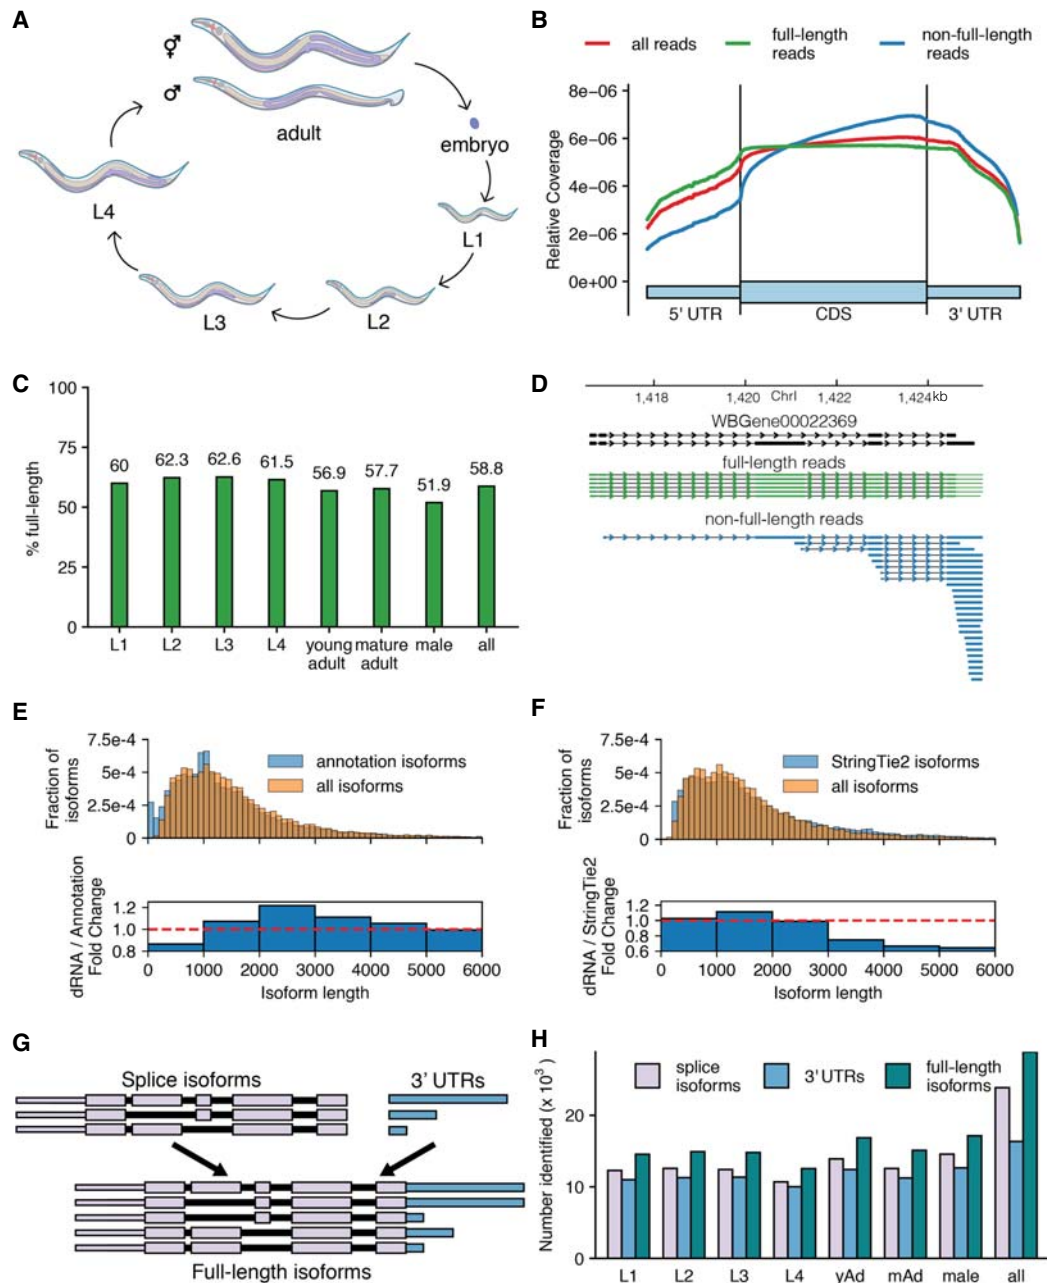 A
⚥
♂
adult
embryo
L1
L2
L3
L4
B
all reads
full-length
reads
non-full-length
reads
Relative Coverage
8e−06
6e−06
4e−06
2e−06
0e+00
5' UTR
CDS
3' UTR
C
% full-length
100
75
50
25
0
60
62.3
62.6
61.5
56.9
57.7
51.9
58.8
L1
L2
L3
L4
young
adult
mature
adult
male
all
D
1,418
1,420
ChrI
1,422
1,424kb
WBGene00022369
full-length reads
non-full-length reads
E
Fraction of
isoforms
7.5e-4
5e-4
2.5e-4
0
annotation isoforms
all isoforms
dRNA / Annotation
Fold Change
1.2
1.0
0.8
0 1000 2000 3000 4000 5000 6000
Isoform length
F
Fraction of
isoforms
7.5e-4
5e-4
2.5e-4
0
StringTie2 isoforms
all isoforms
dRNA / StringTie2
Fold Change
1.2
1.0
0.8
0.6
0 1000 2000 3000 4000 5000 6000
Isoform length
G
Splice isoforms
3' UTRs
Full-length isoforms
H
splice
isoforms
3' UTRs
full-length
isoforms
Number identified (x 10³)
20
10
0
L1 L2 L3 L4 yAd mAd male all